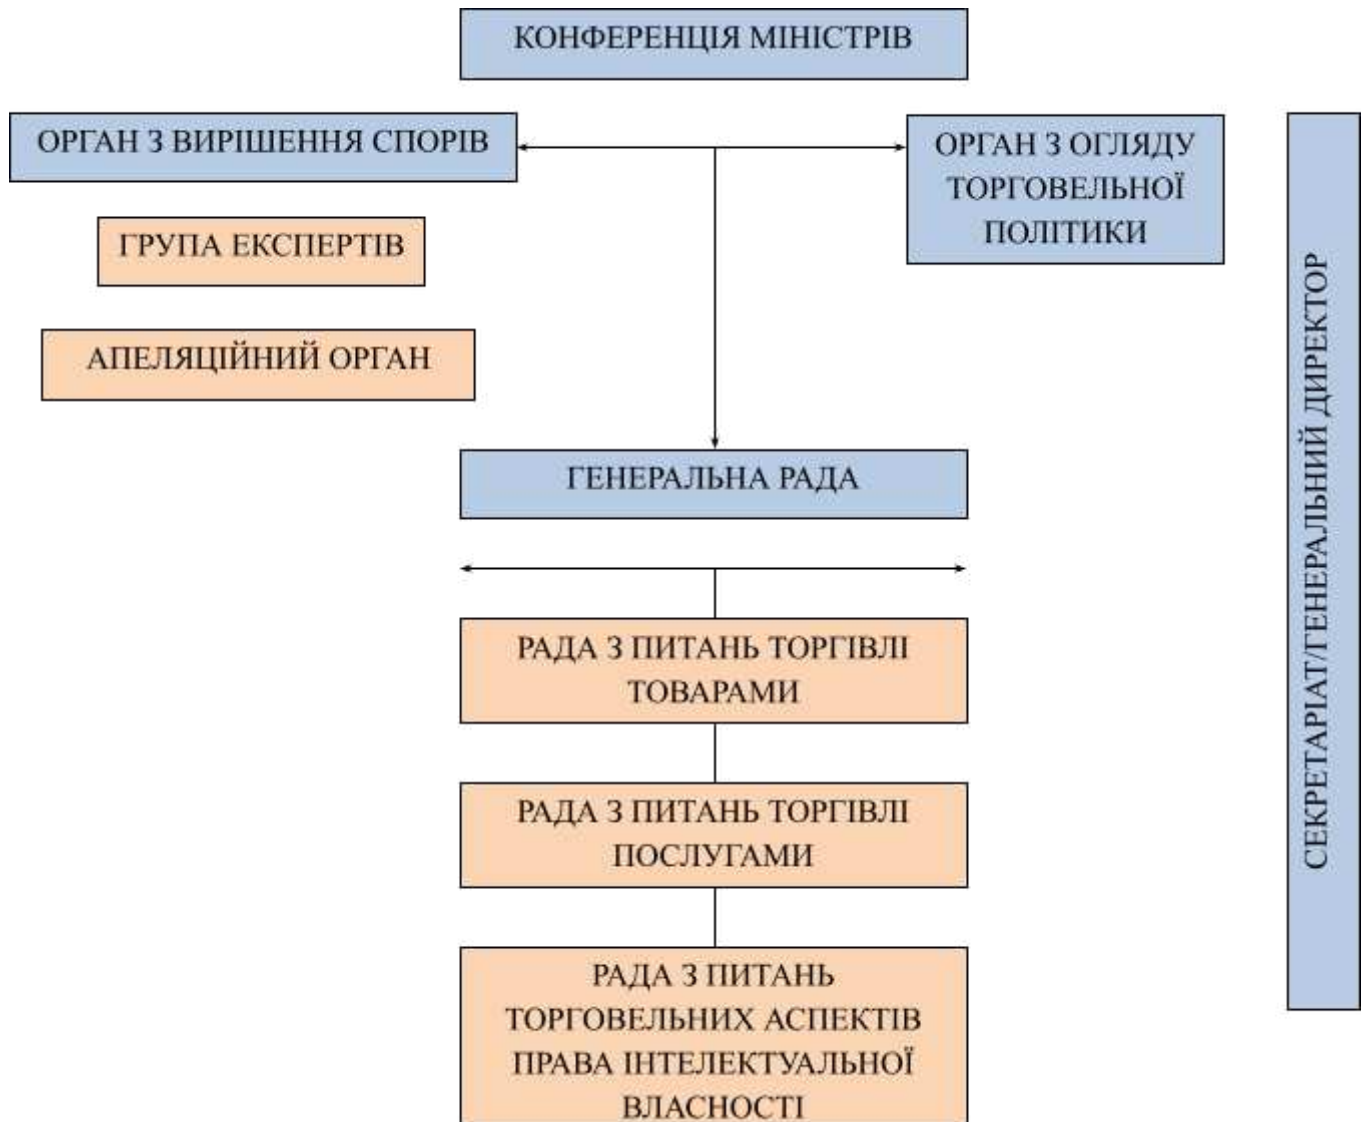 КОНФЕРЕНЦІЯ МІНІСТРІВ
ОРГАН З ВИРІШЕННЯ СПОРІВ
ОРГАН З ОГЛЯДУ
ТОРГОВЕЛЬНОЇ
ПОЛІТИКИ
ГРУПА ЕКСПЕРТІВ
АПЕЛЯЦІЙНИЙ ОРГАН
ГЕНЕРАЛЬНА РАДА
РАДА З ПИТАНЬ ТОРГІВЛІ
ТОВАРАМИ
РАДА З ПИТАНЬ ТОРГІВЛІ
ПОСЛУГАМИ
РАДА З ПИТАНЬ
ТОРГОВЕЛЬНИХ АСПЕКТІВ
ПРАВА ІНТЕЛЕКТУАЛЬНОЇ
ВЛАСНОСТІ
СЕКРЕТАРІАТ/ГЕНЕРАЛЬНИЙ ДИРЕКТОР